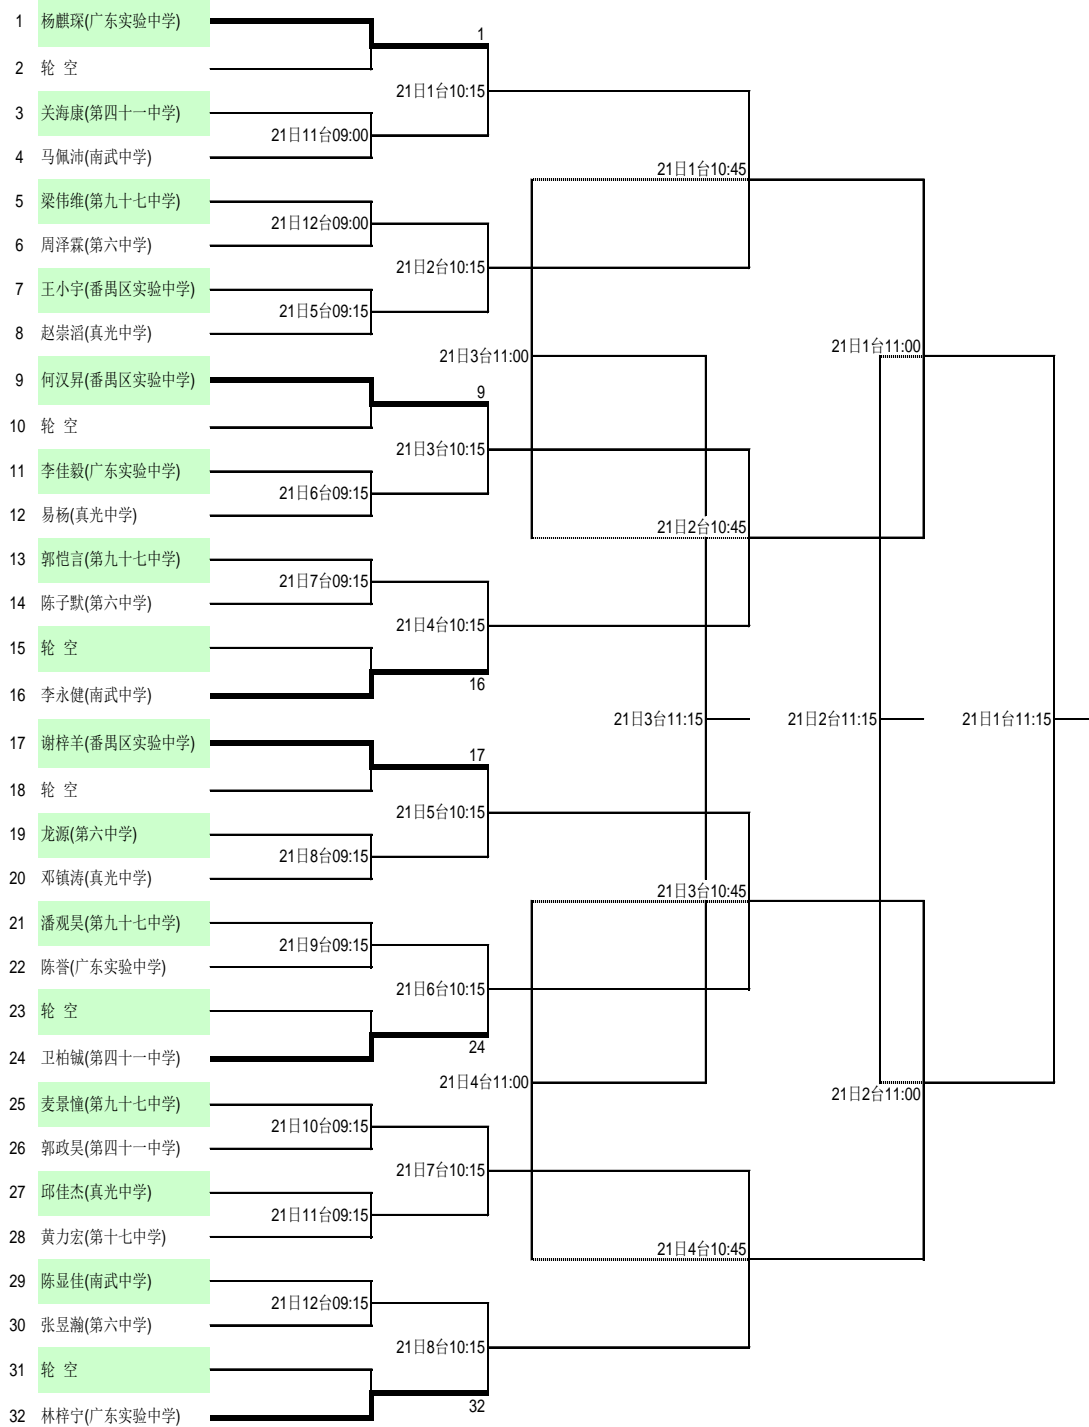 1 杨麒琛(广东实验中学)
1
2 轮 空
21日1台10:15
3 关海康(第四十一中学)
21日11台09:00
4 马佩沛(南武中学)
21日1台10:45
5 梁伟维(第九十七中学)
21日12台09:00
6 周泽霖(第六中学)
21日2台10:15
7 王小宇(番禺区实验中学)
21日5台09:15
8 赵崇滔(真光中学)
21日3台11:00
21日1台11:00
9 何汉昇(番禺区实验中学)
9
10 轮 空
21日3台10:15
11 李佳毅(广东实验中学)
21日6台09:15
12 易杨(真光中学)
21日2台10:45
13 郭恺言(第九十七中学)
21日7台09:15
14 陈子默(第六中学)
21日4台10:15
15 轮 空
16
16 李永健(南武中学)
21日3台11:15
21日2台11:15
21日1台11:15
17 谢梓羊(番禺区实验中学)
17
18 轮 空
21日5台10:15
19 龙源(第六中学)
21日8台09:15
20 邓镇涛(真光中学)
21日3台10:45
21 潘观昊(第九十七中学)
21日9台09:15
22 陈誉(广东实验中学)
21日6台10:15
23 轮 空
24
24 卫柏铖(第四十一中学)
21日4台11:00
21日2台11:00
25 麦景憧(第九十七中学)
21日10台09:15
26 郭政昊(第四十一中学)
21日7台10:15
27 邱佳杰(真光中学)
21日11台09:15
28 黄力宏(第十七中学)
21日4台10:45
29 陈显佳(南武中学)
21日12台09:15
30 张昱瀚(第六中学)
21日8台10:15
31 轮 空
32
32 林梓宁(广东实验中学)